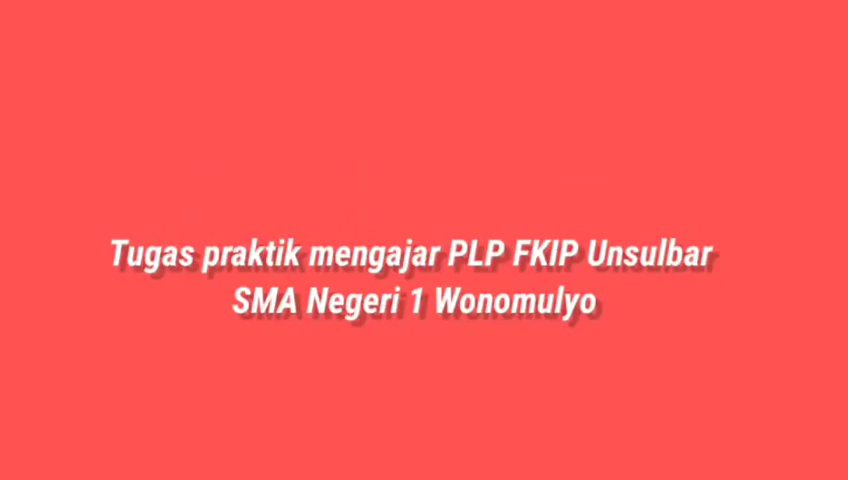 Tugas praktik mengajar PLP FKIP Unsulbar
SMA Negeri 1 Wonomulyo